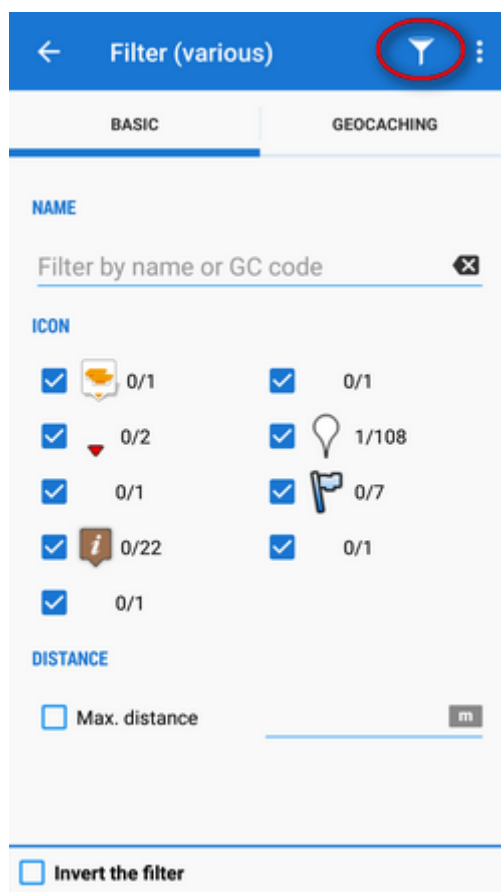 Filter (various)
BASIC GEOCACHING
NAME
Filter by name or GC code
ICON
0/1 0/1
0/2 1/108
0/1 0/7
i 0/22 0/1
0/1
DISTANCE
Max. distance m
Invert the filter